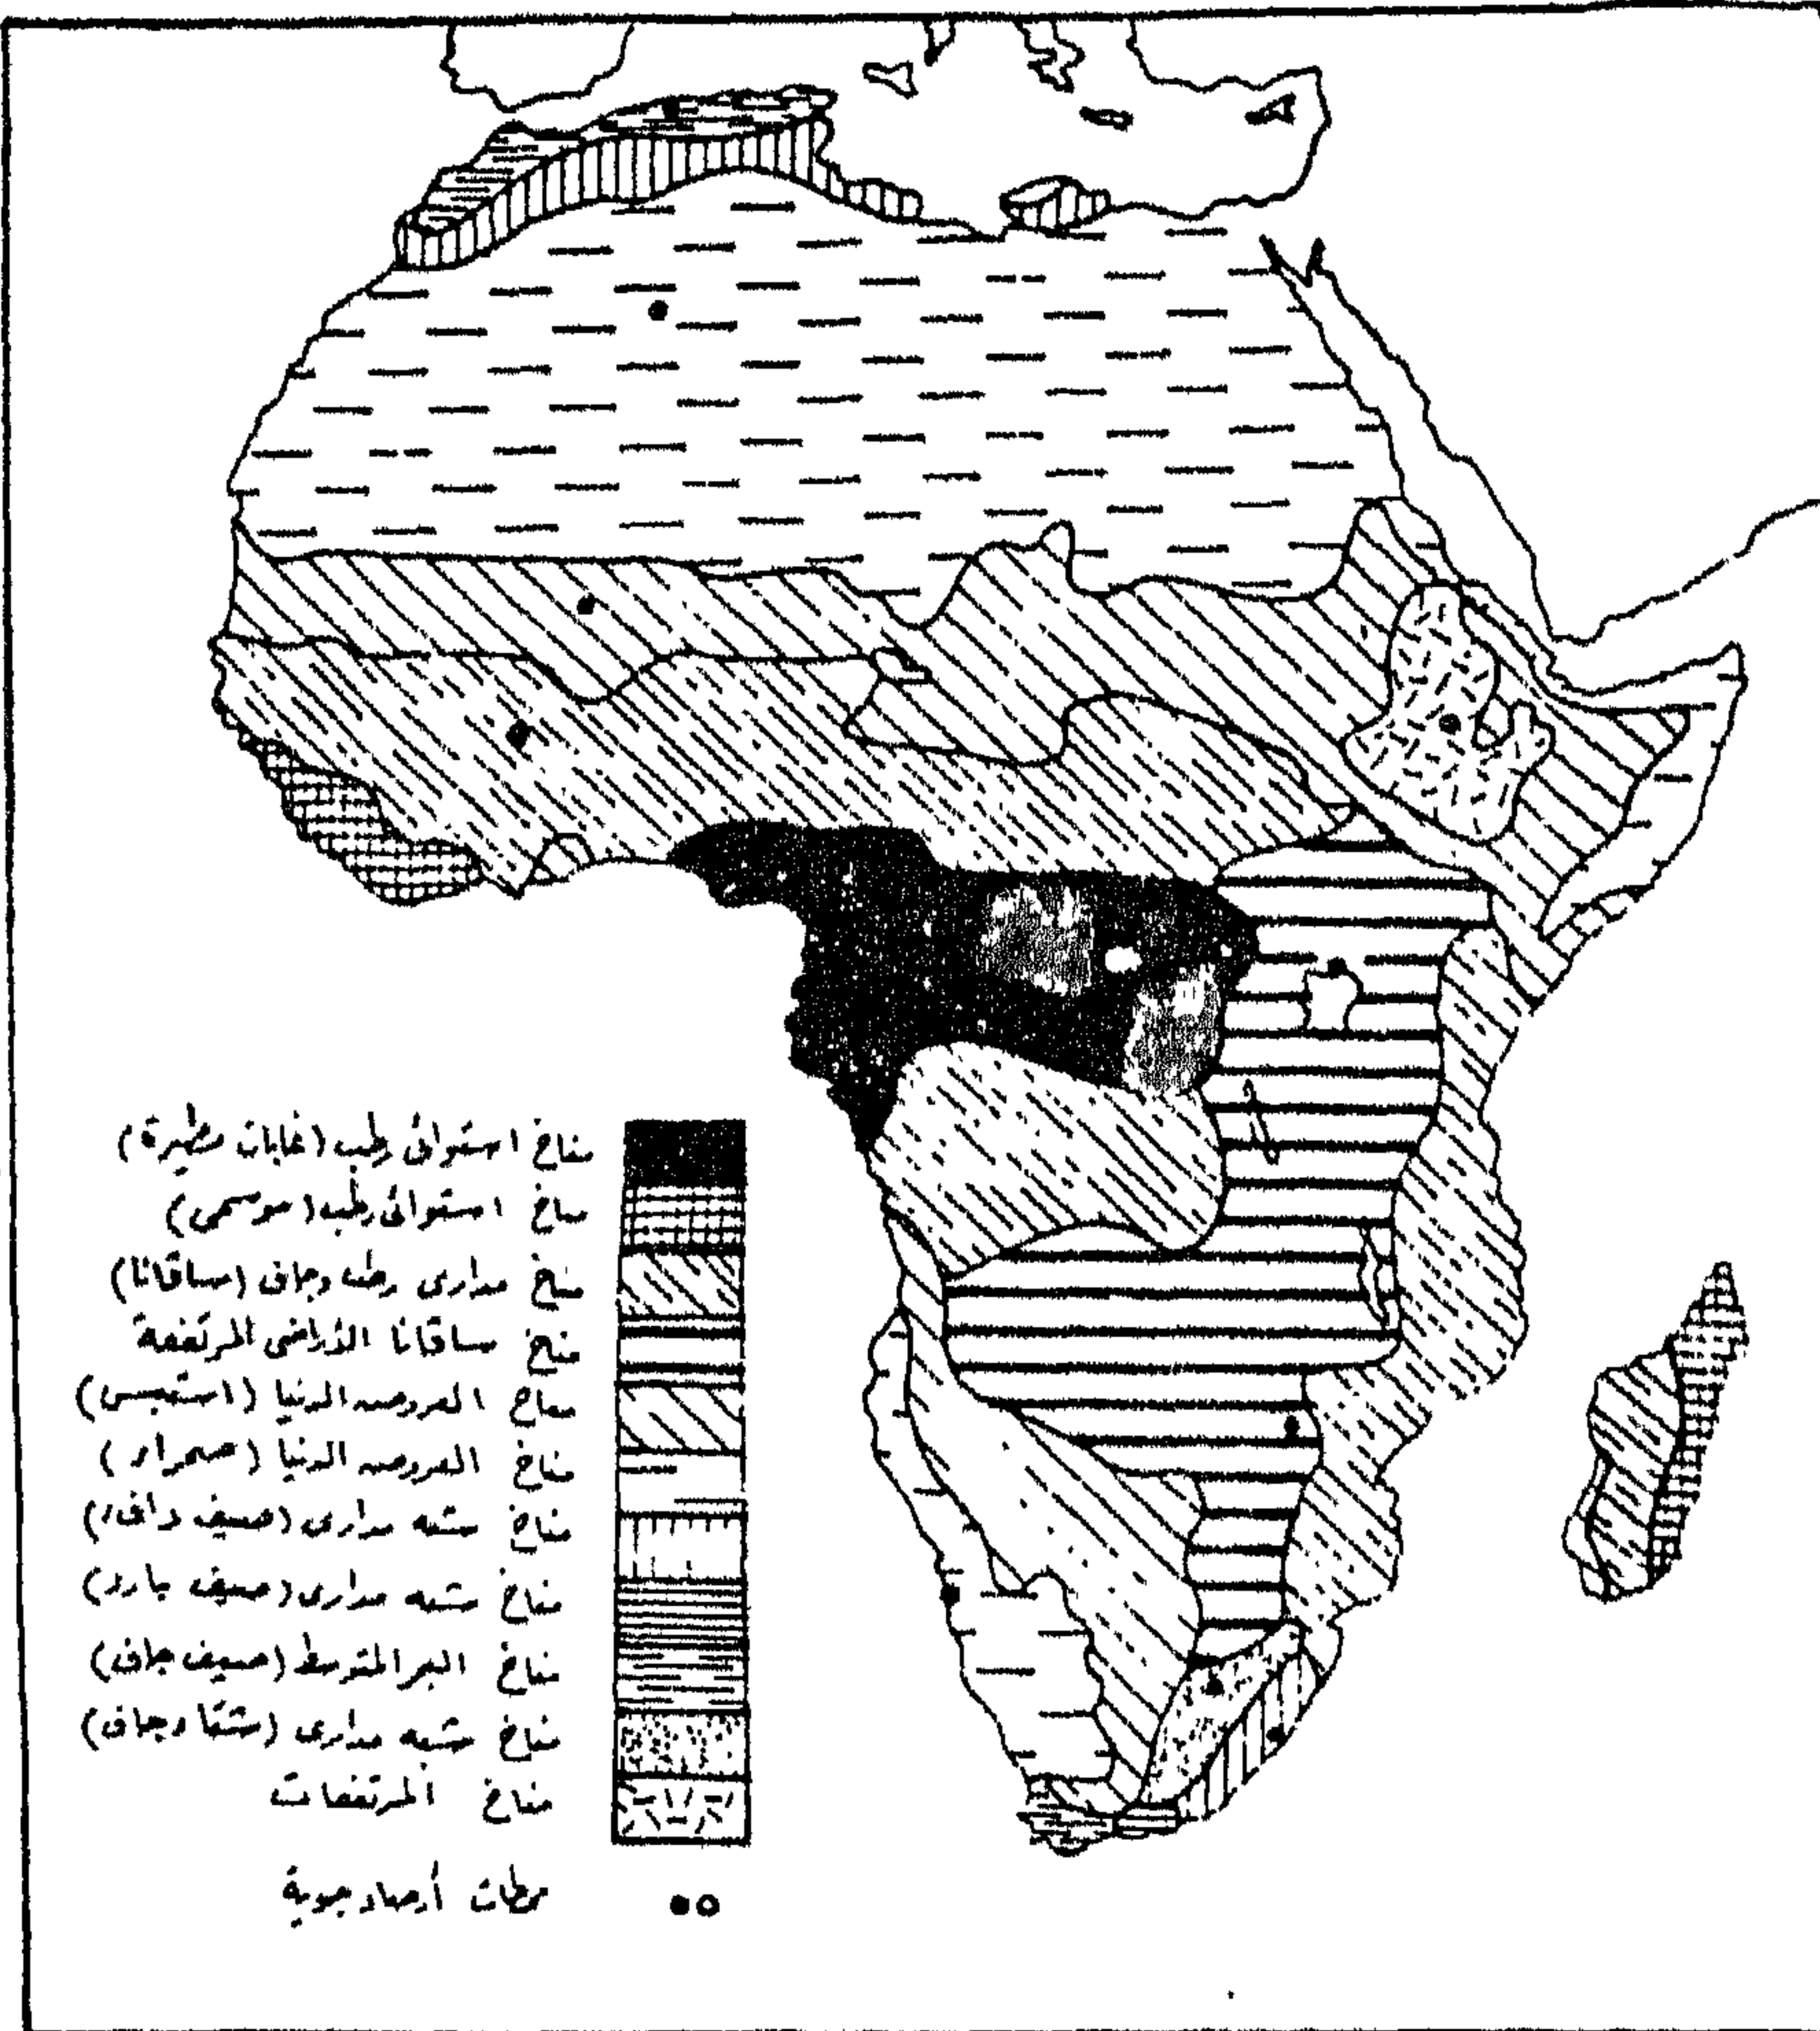 مناخ استوائى رطب (غابات مطيرة)
مناخ استوائى رطب (موسمى)
مناخ مدارى رطب وجاف (ساڤانا)
مناخ ساڤانا الأراضى المرتفعة
مناخ العروض الدنيا (استبس)
مناخ العروض الدنيا (صحراء)
مناخ شبه مدارى (صيف دافئ)
مناخ شبه مدارى (صيف بارد)
مناخ البحر المتوسط (صيف جاف)
مناخ شبه مدارى (شتاء جاف)
مناخ المرتفعات
محطات أرصاد جوية